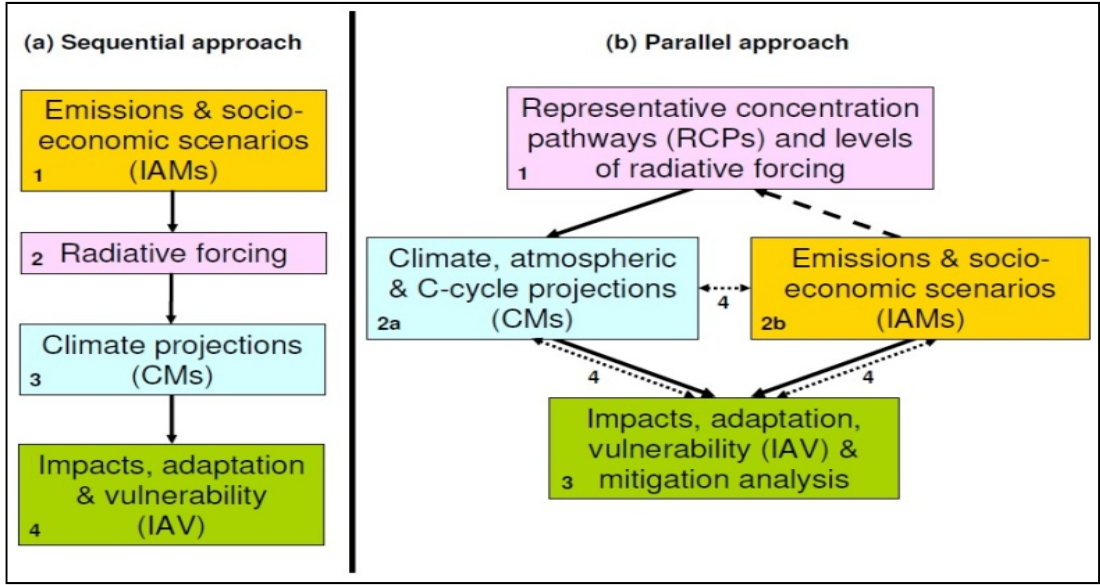 (a) Sequential approach
Emissions & socio-
economic scenarios
(IAMs)
1
2 Radiative forcing
Climate projections
(CMs)
3
Impacts, adaptation
& vulnerability
(IAV)
4
(b) Parallel approach
Representative concentration
pathways (RCPs) and levels
of radiative forcing
1
Climate, atmospheric
& C-cycle projections
(CMs)
2a
4
Emissions & socio-
economic scenarios
(IAMs)
2b
4
4
Impacts, adaptation,
vulnerability (IAV) &
mitigation analysis
3